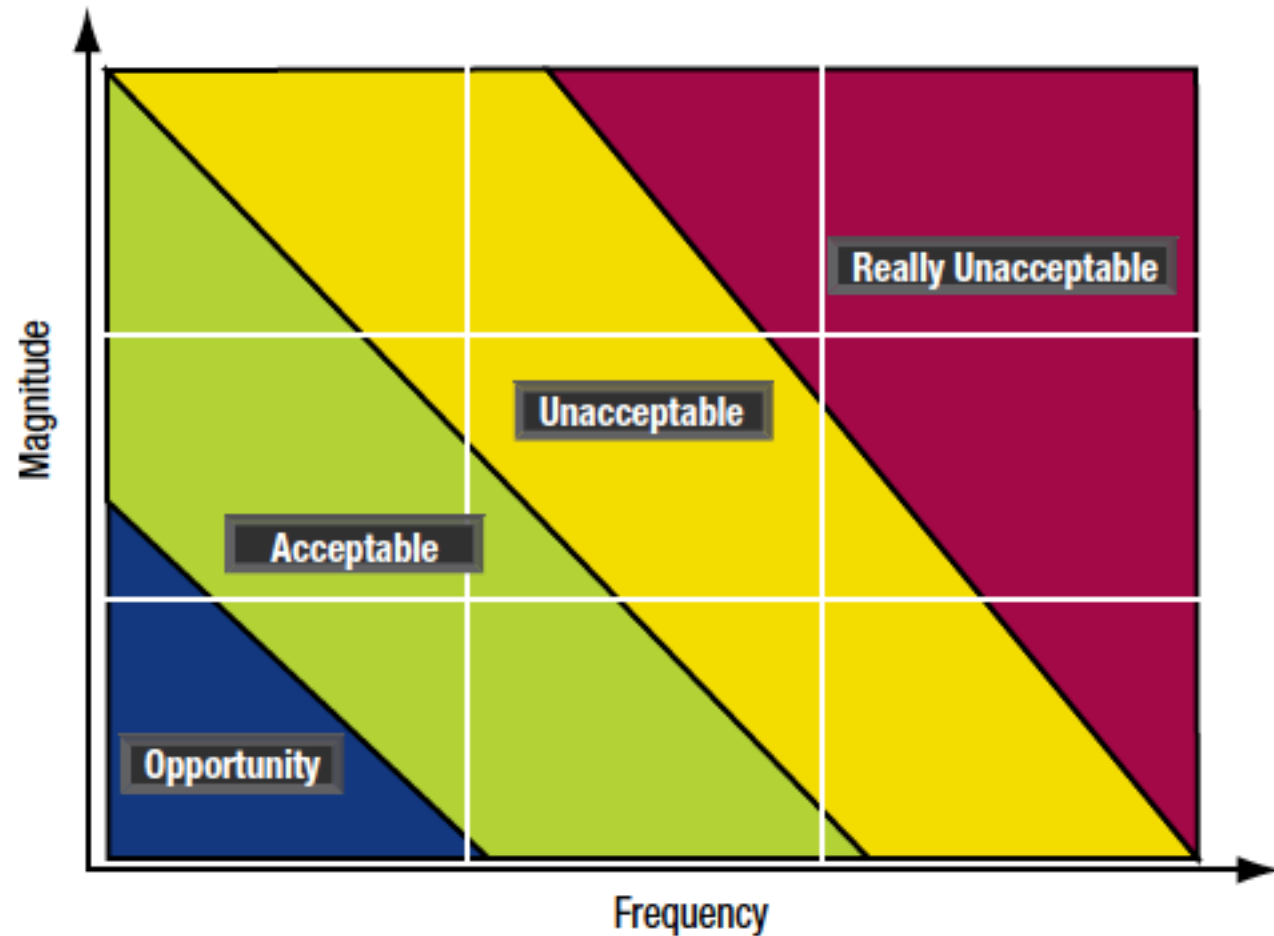 Magnitude
Really Unacceptable
Unacceptable
Acceptable
Opportunity
Frequency